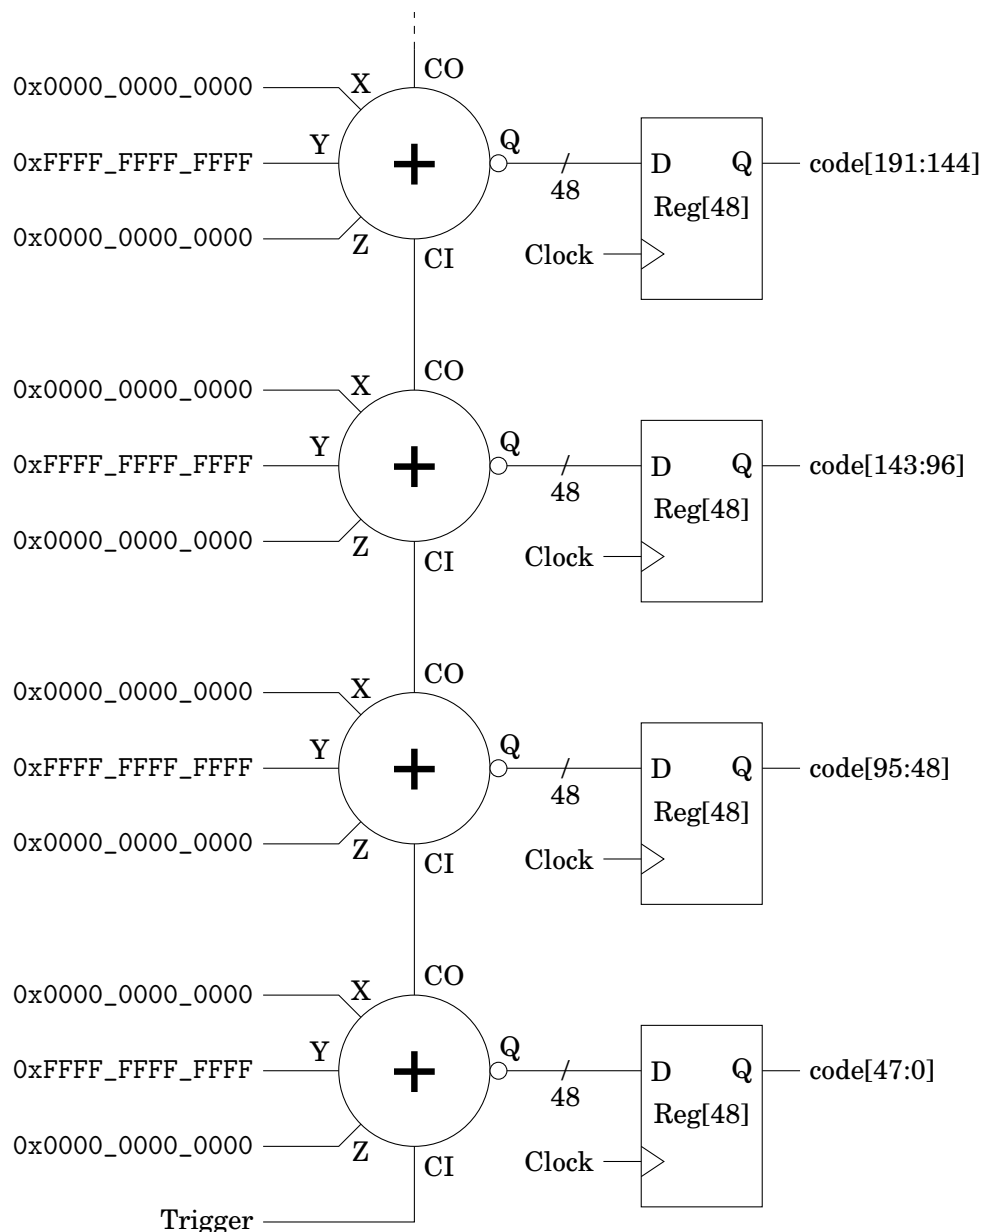 CO
0x0000_0000_0000 X
Y Q
0xFFFF_FFFF_FFFF + D Q code[191:144]
48
Reg[48]
0x0000_0000_0000 Z
CI Clock
CO
0x0000_0000_0000 X
Y Q
0xFFFF_FFFF_FFFF + D Q code[143:96]
48
Reg[48]
0x0000_0000_0000 Z
CI Clock
CO
0x0000_0000_0000 X
Y Q
0xFFFF_FFFF_FFFF + D Q code[95:48]
48
Reg[48]
0x0000_0000_0000 Z
CI Clock
CO
0x0000_0000_0000 X
Y Q
0xFFFF_FFFF_FFFF + D Q code[47:0]
48
Reg[48]
0x0000_0000_0000 Z
CI Clock
Trigger